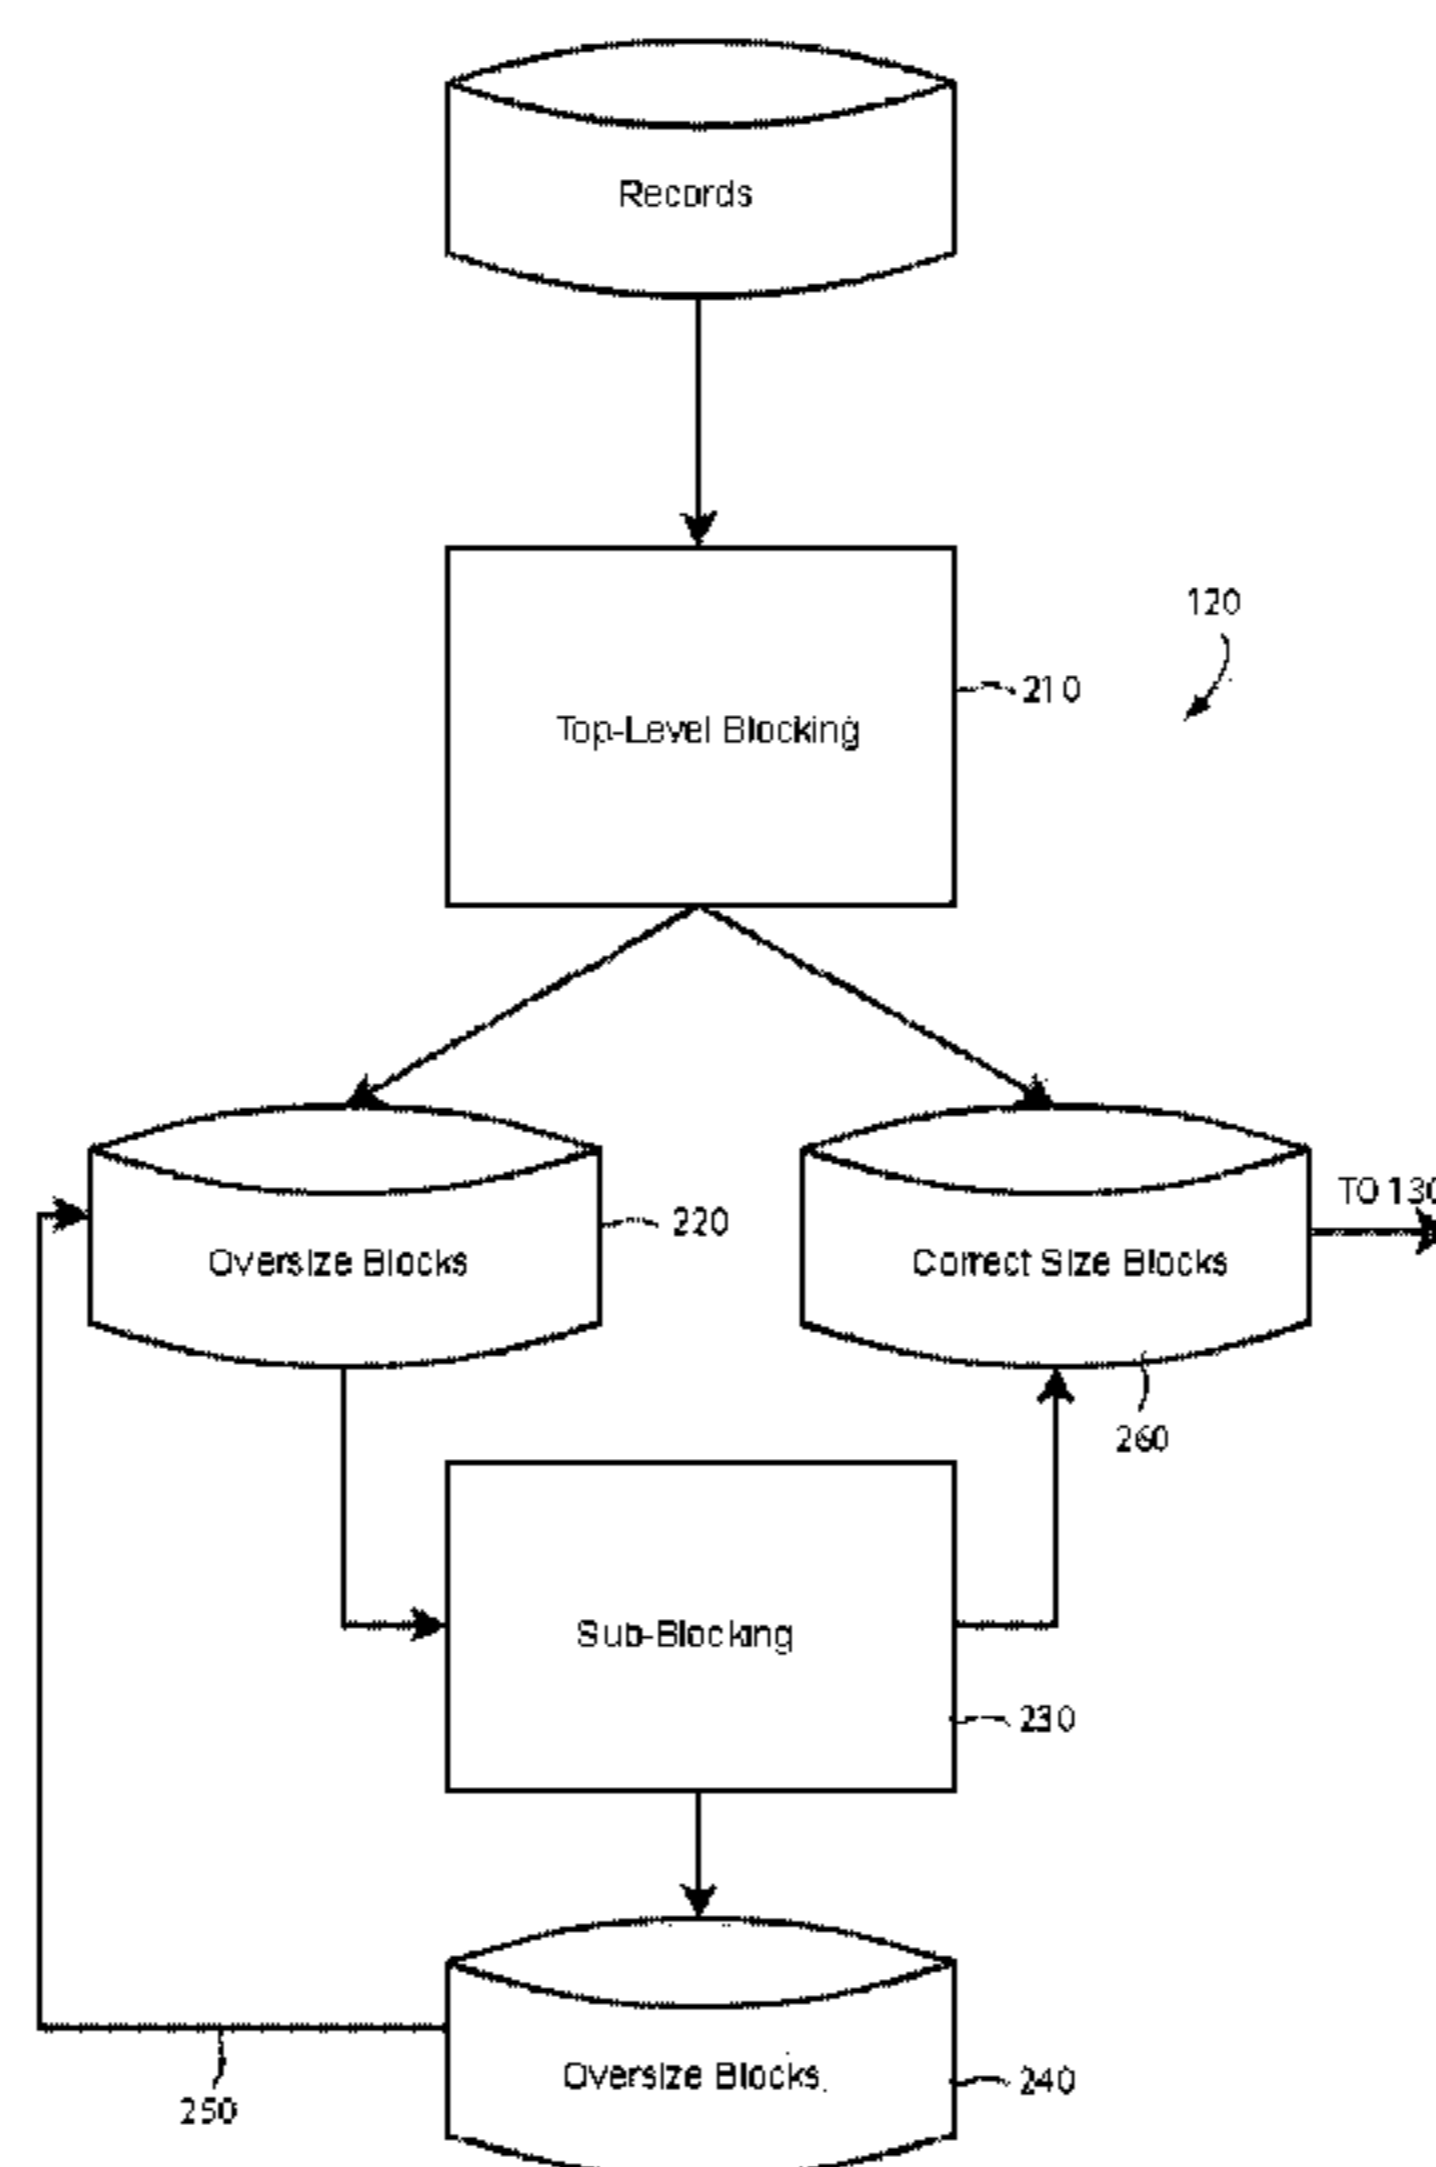 Records
120
210
Top-Level Blocking
TO 130
220
Oversize Blocks
Correct Size Blocks
260
Sub-Blocking
230
Oversize Blocks
240
250